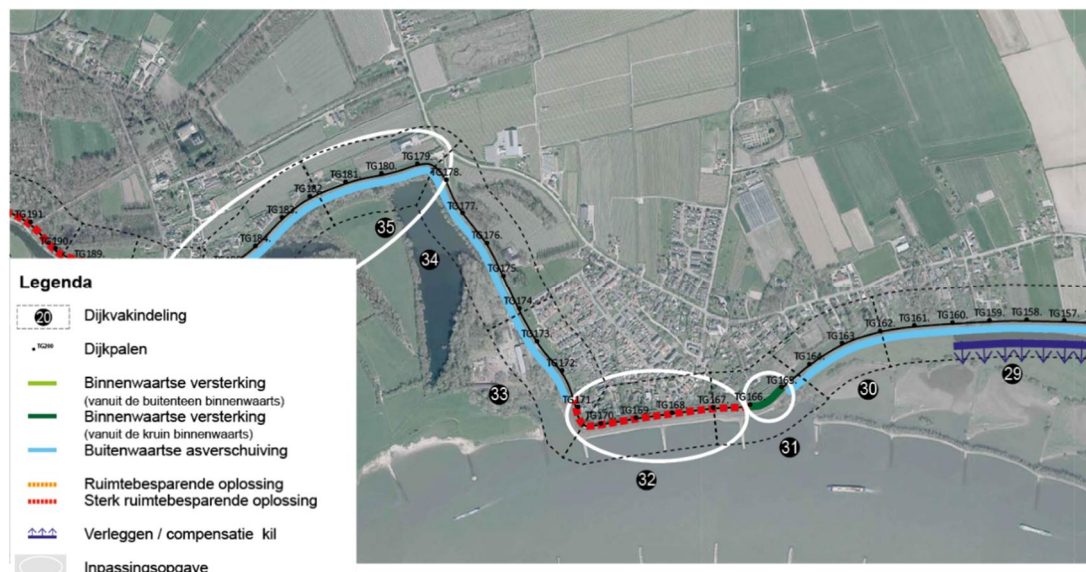 TG179.
TG180.
TG178.
TG181.
TG182.
TG183.
TG177.
TG191.
35
TG184.
TG176.
TG190.
TG189.
34
TG175.
TG174.
TG157.
TG158.
TG159.
TG160.
TG161.
TG162.
TG163.
TG173.
TG164.
29
TG172.
TG165.
30
33
TG171.
TG170.
TG169.
TG168.
TG167.
TG166.
31
32
Legenda
20 Dijkvakindeling
TG200 Dijkpalen
Binnenwaartse versterking
(vanuit de buitenteen binnenwaarts)
Binnenwaartse versterking
(vanuit de kruin binnenwaarts)
Buitenwaartse asverschuiving
Ruimtebesparende oplossing
Sterk ruimtebesparende oplossing
Verleggen / compensatie kil
Inpassingsopgave